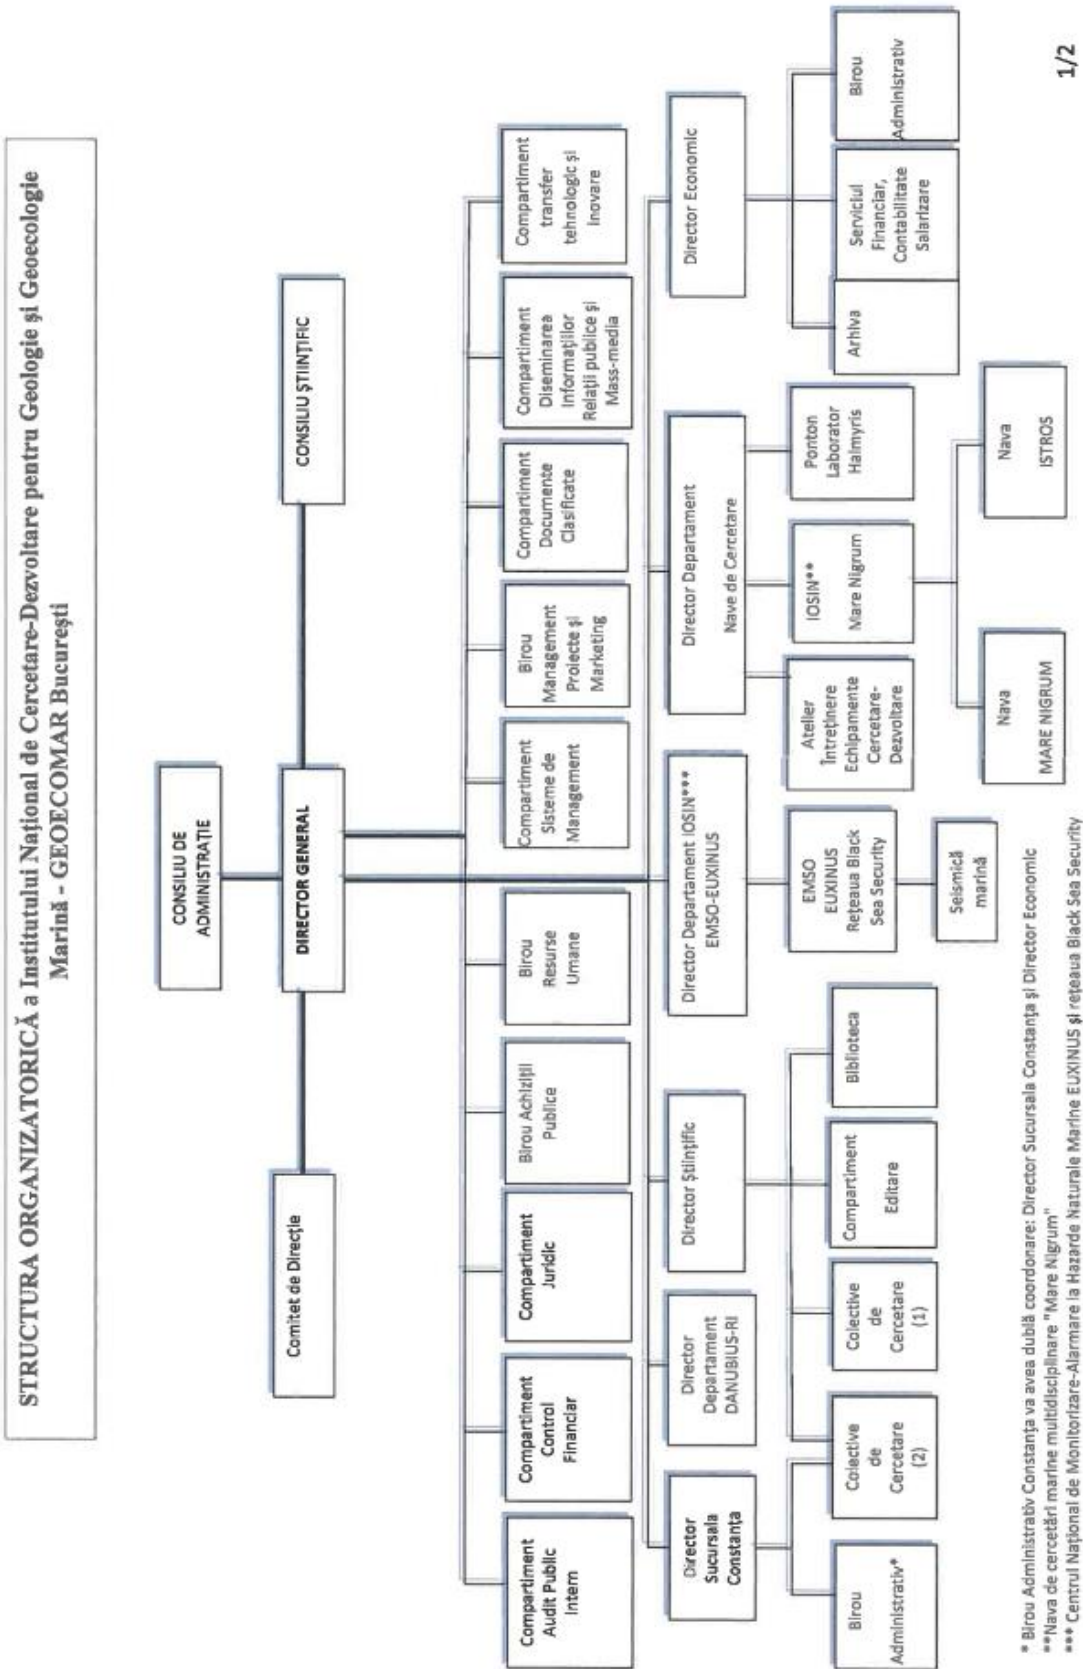 STRUCTURA ORGANIZATORICĂ a Institutului Național de Cercetare-Dezvoltare pentru Geologie și Geoecologie
Marină - GEOECOMAR București
CONSILIU DE
ADMINISTRAȚIE
Comitet de Direcție
DIRECTOR GENERAL
CONSILIU ȘTIINȚIFIC
Compartiment
Audit Public
Intern
Compartiment
Control
Financiar
Compartiment
Juridic
Birou Achiziții
Publice
Birou
Resurse
Umane
Compartiment
Sisteme de
Management
Birou
Management
Proiecte și
Marketing
Compartiment
Documente
Clasificate
Compartiment
Diseminarea
Informațiilor
Relații publice și
Mass-media
Compartiment
transfer
tehnologic și
inovare
Director
Sucursala
Constanța
Director
Departament
DANUBIUS-RI
Director Științific
Director Departament IOSIN***
EMSO-EUXINUS
Director Departament
Nave de Cercetare
Director Economic
Birou
Administrativ*
Colective
de
Cercetare
(2)
Colective
de
Cercetare
(1)
Compartiment
Editare
Biblioteca
EMSO
EUXINUS
Rețeaua Black
Sea Security
Seismică
marină
Atelier
Întreținere
Echipamente
Cercetare-
Dezvoltare
IOSIN**
Mare Nigrum
Ponton
Laborator
Halmyris
Nava
MARE NIGRUM
Nava
ISTROS
Arhiva
Serviciul
Financiar,
Contabilitate
Salarizare
Birou
Administrativ
* Birou Administrativ Constanța va avea dublă coordonare: Director Sucursala Constanța și Director Economic
**Nava de cercetări marine multidisciplinare "Mare Nigrum"
*** Centrul Național de Monitorizare-Alarmare la Hazarde Naturale Marine EUXINUS și rețeaua Black Sea Security
1/2